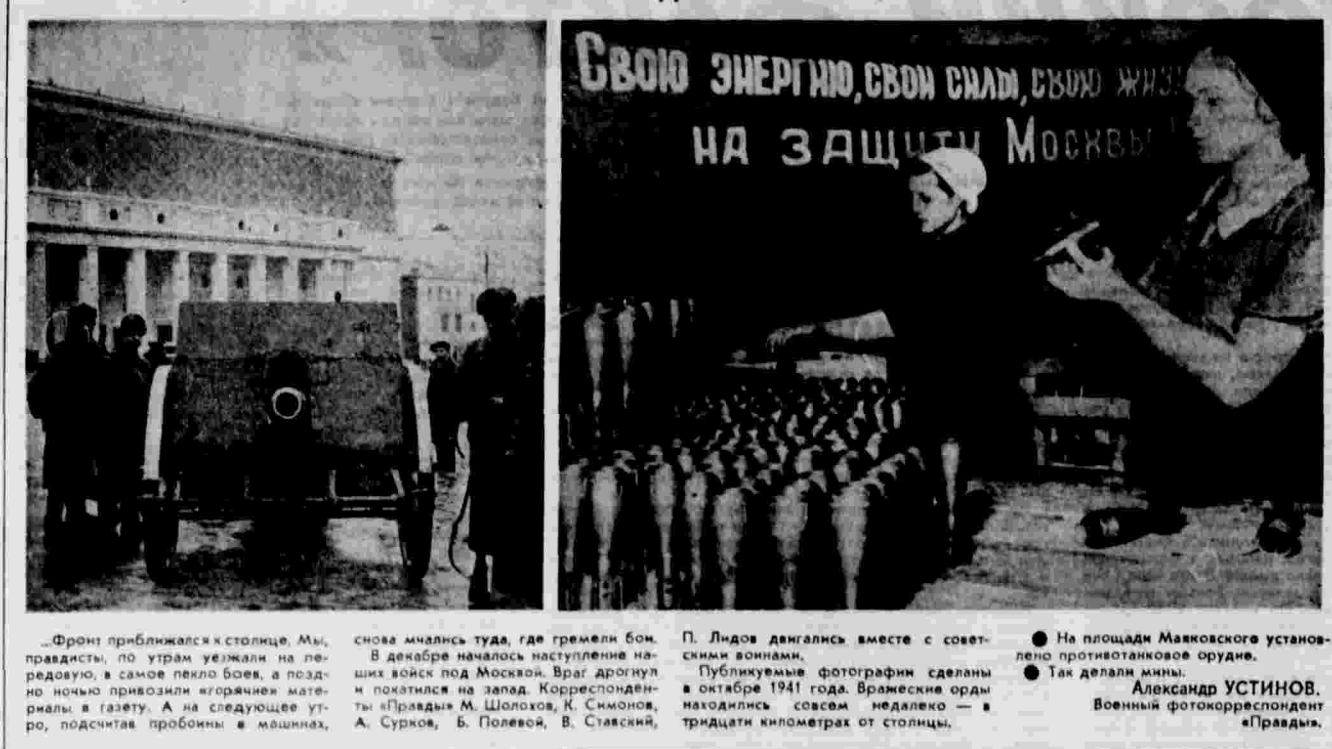 Свою энергию, свои силы, свою жиз
на защиту Москвы
...Фронт приближался к столице. Мы,
правдисты, по утрам уезжали на пе-
редовую, в самое пекло боев, а позд-
но ночью привозили «горячие» мате-
риалы в газету. А на следующее ут-
ро, подсчитав пробоины в машинах,
снова мчались туда, где гремели бои.
В декабре началось наступление на-
ших войск под Москвой. Враг дрогнул
и покатился на запад. Корреспонден-
ты «Правды» М. Шолохов, К. Симонов,
А. Сурков, Б. Полевой, В. Ставский,
П. Лидов двигались вместе с совет-
скими воинами.
Публикуемые фотографии сделаны
в октябре 1941 года. Вражеские орды
находились совсем недалеко — в
тридцати километрах от столицы.
● На площади Маяковского установ-
лено противотанковое орудие.
● Так делали мины.
Александр УСТИНОВ.
Военный фотокорреспондент
«Правды».